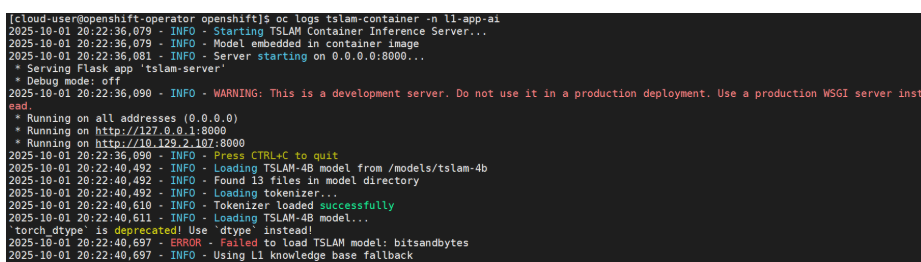 [cloud-user@openshift-operator openshift]$ oc logs tslam-container -n l1-app-ai
2025-10-01 20:22:36,079 - INFO - Starting TSLAM Container Inference Server...
2025-10-01 20:22:36,079 - INFO - Model embedded in container image
2025-10-01 20:22:36,081 - INFO - Server starting on 0.0.0.0:8000...
 * Serving Flask app 'tslam-server'
 * Debug mode: off
2025-10-01 20:22:36,090 - INFO - WARNING: This is a development server. Do not use it in a production deployment. Use a production WSGI server inst
ead.
 * Running on all addresses (0.0.0.0)
 * Running on http://127.0.0.1:8000
 * Running on http://10.129.2.107:8000
2025-10-01 20:22:36,090 - INFO - Press CTRL+C to quit
2025-10-01 20:22:40,492 - INFO - Loading TSLAM-4B model from /models/tslam-4b
2025-10-01 20:22:40,492 - INFO - Found 13 files in model directory
2025-10-01 20:22:40,492 - INFO - Loading tokenizer...
2025-10-01 20:22:40,610 - INFO - Tokenizer loaded successfully
2025-10-01 20:22:40,611 - INFO - Loading TSLAM-4B model...
`torch_dtype` is deprecated! Use `dtype` instead!
2025-10-01 20:22:40,697 - ERROR - Failed to load TSLAM model: bitsandbytes
2025-10-01 20:22:40,697 - INFO - Using L1 knowledge base fallback